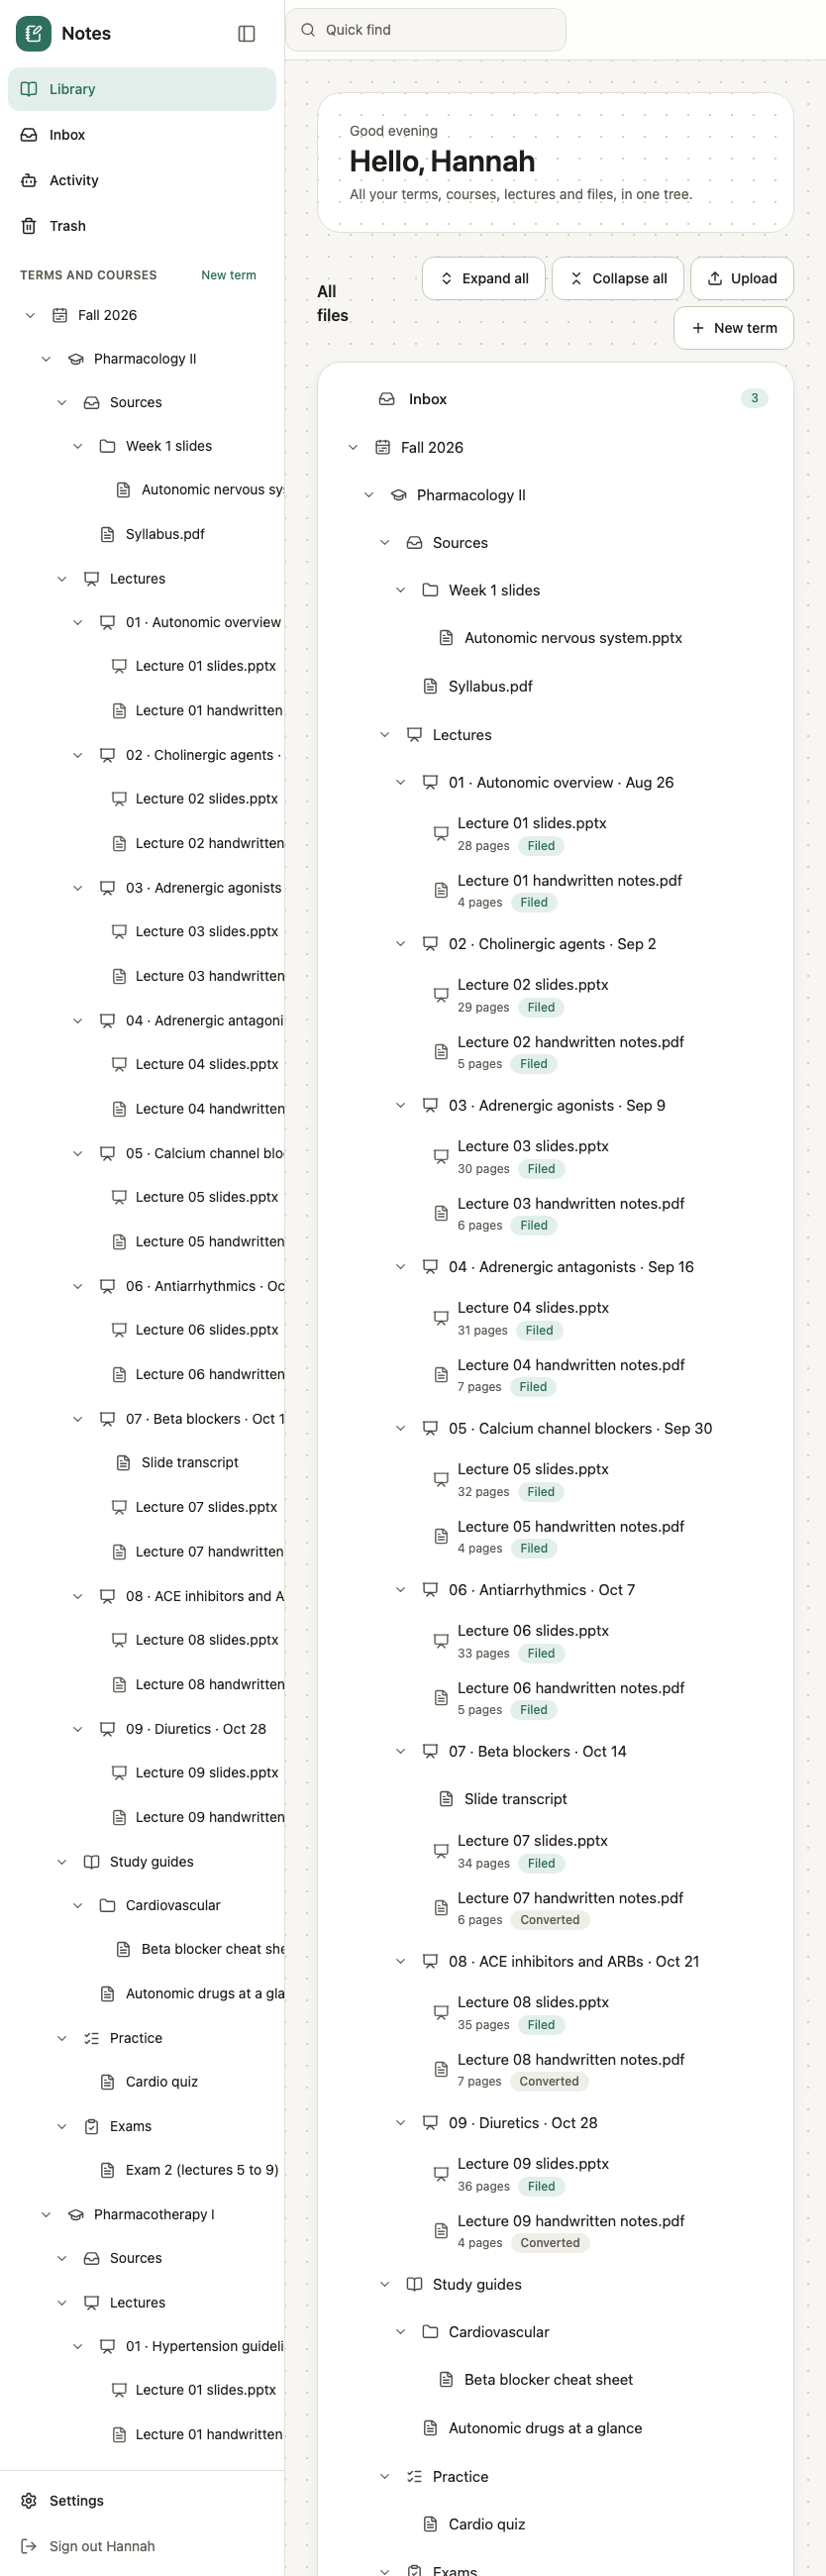 Notes
Library
Inbox
Activity
Trash
TERMS AND COURSES New term
Fall 2026
Pharmacology II
Sources
Week 1 slides
Autonomic nervous sy
Syllabus.pdf
Lectures
01 · Autonomic overview
Lecture 01 slides.pptx
Lecture 01 handwritten
02 · Cholinergic agents ·
Lecture 02 slides.pptx
Lecture 02 handwritten
03 · Adrenergic agonists
Lecture 03 slides.pptx
Lecture 03 handwritten
04 · Adrenergic antagoni
Lecture 04 slides.pptx
Lecture 04 handwritten
05 · Calcium channel blo
Lecture 05 slides.pptx
Lecture 05 handwritten
06 · Antiarrhythmics · Oc
Lecture 06 slides.pptx
Lecture 06 handwritten
07 · Beta blockers · Oct 1
Slide transcript
Lecture 07 slides.pptx
Lecture 07 handwritten
08 · ACE inhibitors and A
Lecture 08 slides.pptx
Lecture 08 handwritten
09 · Diuretics · Oct 28
Lecture 09 slides.pptx
Lecture 09 handwritten
Study guides
Cardiovascular
Beta blocker cheat she
Autonomic drugs at a gla
Practice
Cardio quiz
Exams
Exam 2 (lectures 5 to 9)
Pharmacotherapy I
Sources
Lectures
01 · Hypertension guideli
Lecture 01 slides.pptx
Lecture 01 handwritten
Settings
Sign out Hannah
Quick find
Good evening
Hello, Hannah
All your terms, courses, lectures and files, in one tree.
All
files
Expand all Collapse all Upload
New term
Inbox 3
Fall 2026
Pharmacology II
Sources
Week 1 slides
Autonomic nervous system.pptx
Syllabus.pdf
Lectures
01 · Autonomic overview · Aug 26
Lecture 01 slides.pptx
28 pages Filed
Lecture 01 handwritten notes.pdf
4 pages Filed
02 · Cholinergic agents · Sep 2
Lecture 02 slides.pptx
29 pages Filed
Lecture 02 handwritten notes.pdf
5 pages Filed
03 · Adrenergic agonists · Sep 9
Lecture 03 slides.pptx
30 pages Filed
Lecture 03 handwritten notes.pdf
6 pages Filed
04 · Adrenergic antagonists · Sep 16
Lecture 04 slides.pptx
31 pages Filed
Lecture 04 handwritten notes.pdf
7 pages Filed
05 · Calcium channel blockers · Sep 30
Lecture 05 slides.pptx
32 pages Filed
Lecture 05 handwritten notes.pdf
4 pages Filed
06 · Antiarrhythmics · Oct 7
Lecture 06 slides.pptx
33 pages Filed
Lecture 06 handwritten notes.pdf
5 pages Filed
07 · Beta blockers · Oct 14
Slide transcript
Lecture 07 slides.pptx
34 pages Filed
Lecture 07 handwritten notes.pdf
6 pages Converted
08 · ACE inhibitors and ARBs · Oct 21
Lecture 08 slides.pptx
35 pages Filed
Lecture 08 handwritten notes.pdf
7 pages Converted
09 · Diuretics · Oct 28
Lecture 09 slides.pptx
36 pages Filed
Lecture 09 handwritten notes.pdf
4 pages Converted
Study guides
Cardiovascular
Beta blocker cheat sheet
Autonomic drugs at a glance
Practice
Cardio quiz
Exams